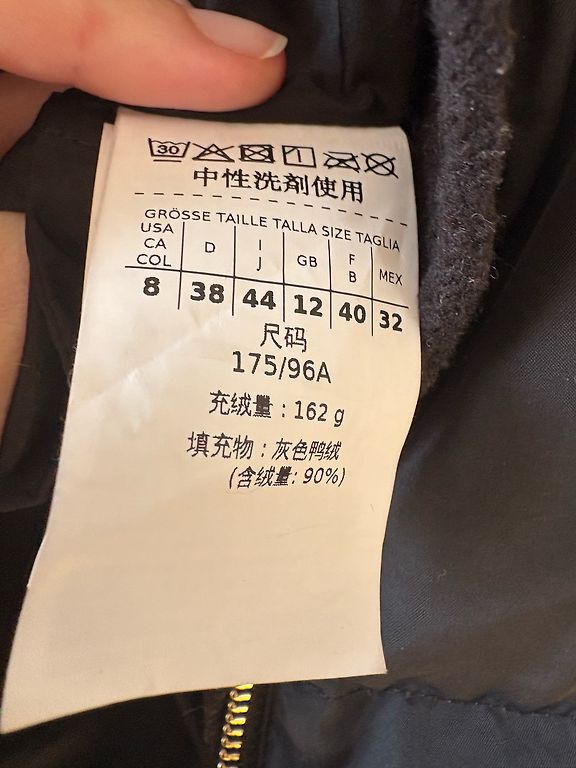 30
中性洗剤使用
GRÖSSE TAILLE TALLA SIZE TAGLIA
USA CA COL D I J GB F B MEX
8 38 44 12 40 32
尺码
175/96A
充绒量：162 g
填充物：灰色鸭绒
(含绒量: 90%)